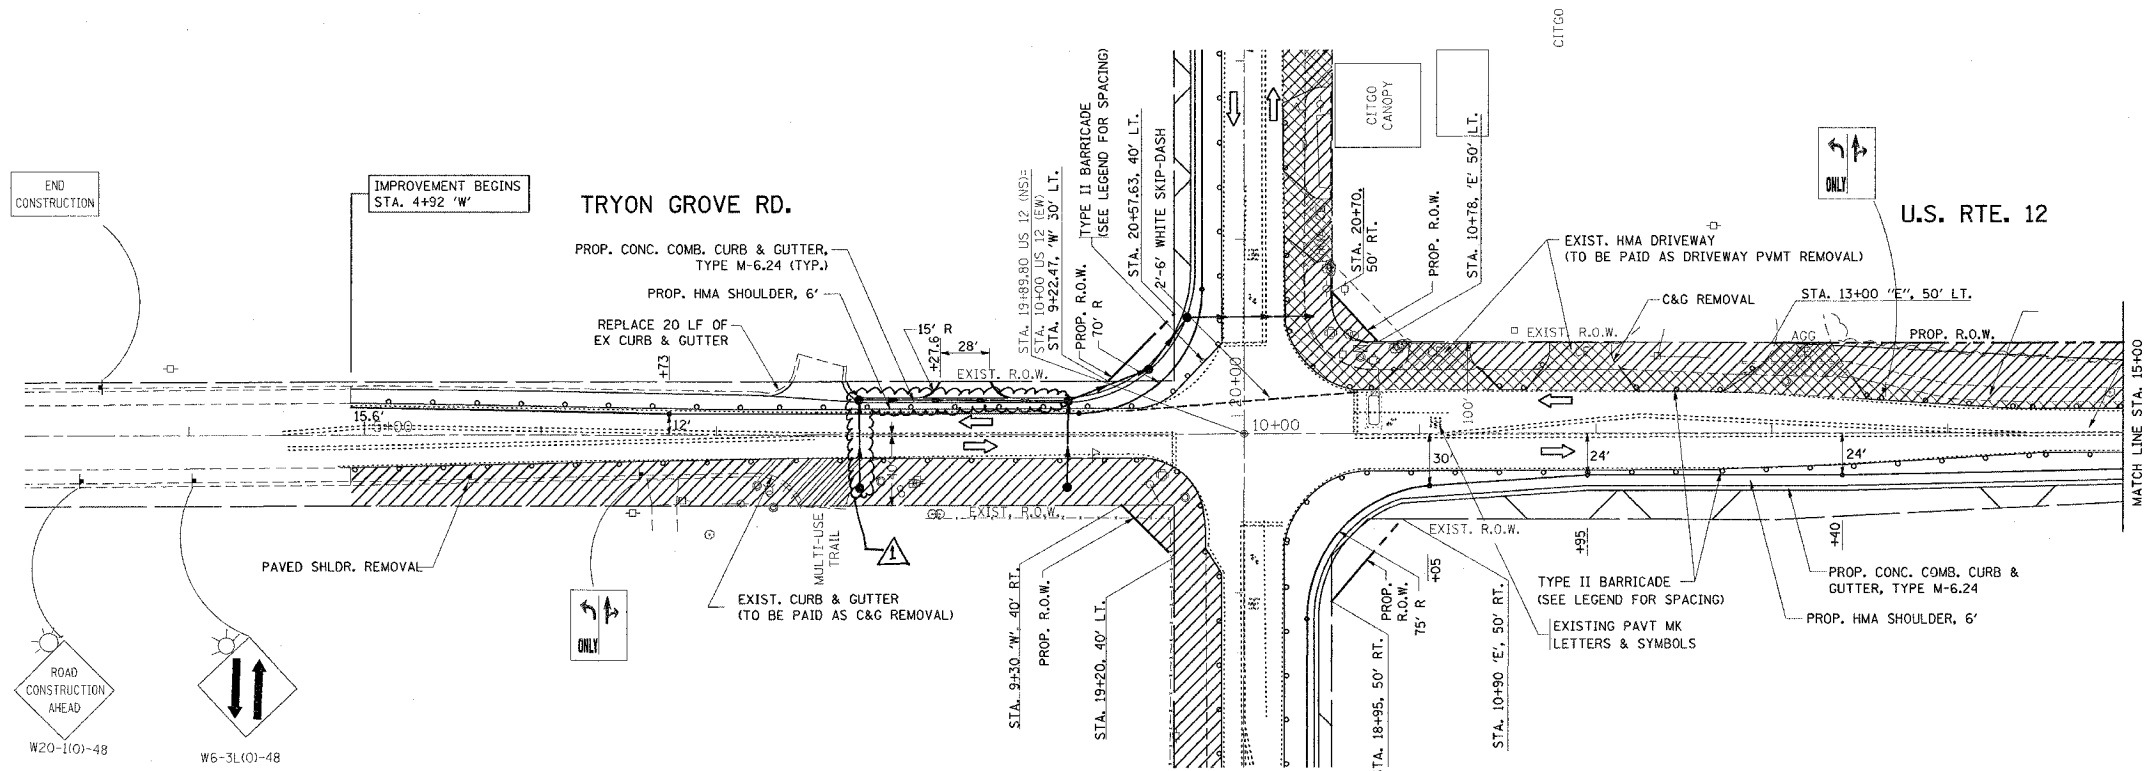 CITGO
END
CONSTRUCTION
IMPROVEMENT BEGINS
STA. 4+92 'W'
TRYON GROVE RD.
PROP. CONC. COMB. CURB & GUTTER,
TYPE M-6.24 (TYP.)
PROP. HMA SHOULDER, 6'
REPLACE 20 LF OF
EX CURB & GUTTER
+73
15' R
+27.6
28'
EXIST. R.O.W.
STA. 19+89.80 US 12 (NS)=
STA. 10+00 US 12 (EW)
STA. 9+22.47, 'W' 30' LT.
PROP. R.O.W.
70' R
TYPE II BARRICADE
(SEE LEGEND FOR SPACING)
STA. 20+57.63, 40' LT.
2'-6' WHITE SKIP-DASH
CITGO
CANOPY
STA. 20+70,
50' RT.
PROP. R.O.W.
STA. 10+78, 'E' 50' LT.
ONLY
U.S. RTE. 12
EXIST. HMA DRIVEWAY
(TO BE PAID AS DRIVEWAY PVMT REMOVAL)
C&G REMOVAL
STA. 13+00 "E", 50' LT.
EXIST. R.O.W.
AGG
PROP. R.O.W.
MATCH LINE STA. 15+00
15.6'
5+00
12'
40'
20+00
10+00
100'
30'
24'
24'
PAVED SHLDR. REMOVAL
MULTI-USE
TRAIL
1
EXIST. R.O.W.
EXIST. R.O.W.
+05
+95
+40
ONLY
EXIST. CURB & GUTTER
(TO BE PAID AS C&G REMOVAL)
STA. 9+30 'W', 40' RT.
PROP. R.O.W.
STA. 19+20, 40' LT.
PROP.
R.O.W.
75' R
STA. 18+95, 50' RT.
STA. 10+90 'E', 50' RT.
TYPE II BARRICADE
(SEE LEGEND FOR SPACING)
EXISTING PAVT MK
LETTERS & SYMBOLS
PROP. CONC. COMB. CURB &
GUTTER, TYPE M-6.24
PROP. HMA SHOULDER, 6'
ROAD
CONSTRUCTION
AHEAD
W20-1(O)-48
W6-3L(O)-48